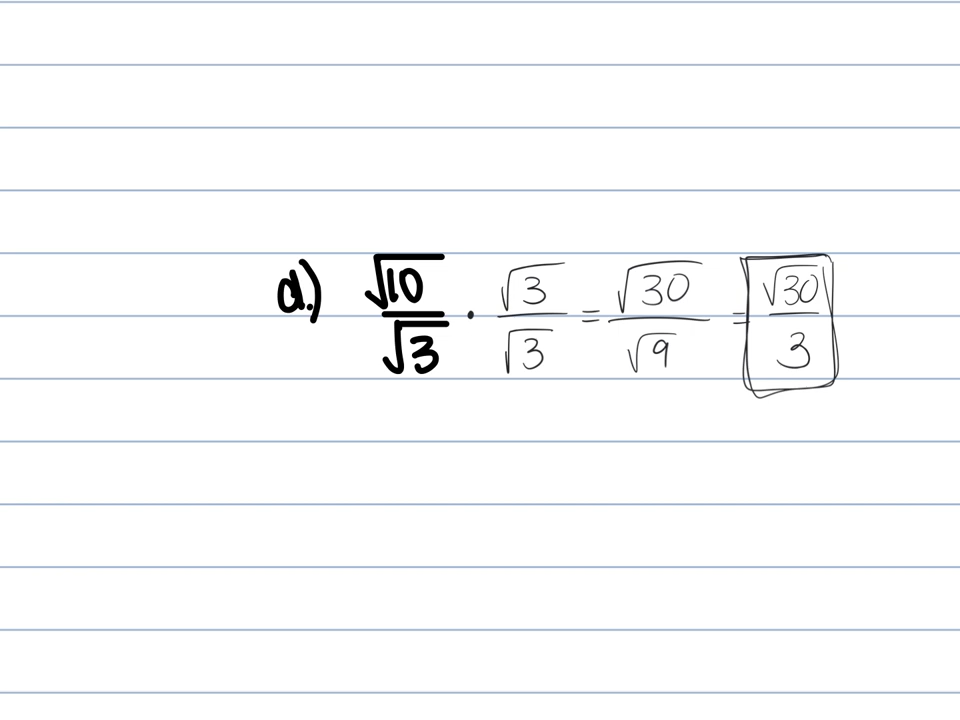 d.) √10/√3 · √3/√3 = √30/√9 = √30/3